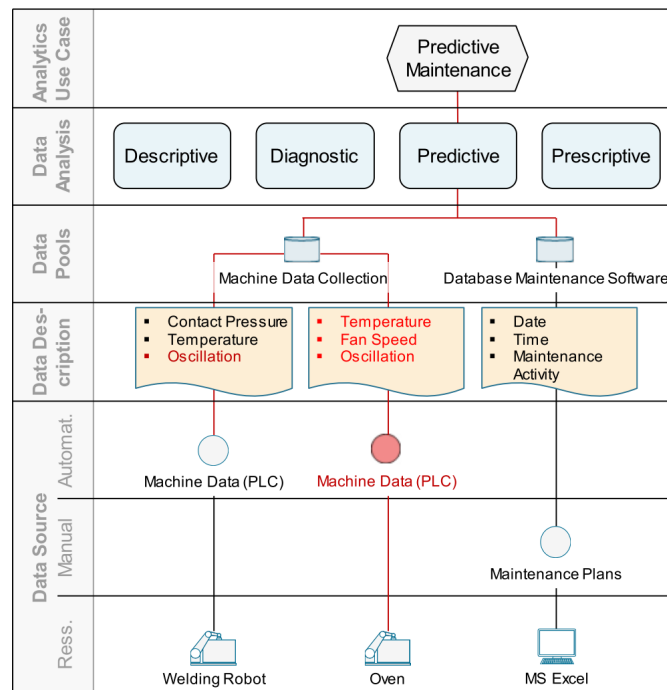 Analytics
Use Case
Predictive
Maintenance
Data
Analysis
Descriptive
Diagnostic
Predictive
Prescriptive
Data
Pools
Machine Data Collection
Database Maintenance Software
Data Des-
cription
▪ Contact Pressure
▪ Temperature
▪ Oscillation
▪ Temperature
▪ Fan Speed
▪ Oscillation
▪ Date
▪ Time
▪ Maintenance
Activity
Data Source
Automat.
Machine Data (PLC)
Machine Data (PLC)
Manual
Maintenance Plans
Ress.
Welding Robot
Oven
MS Excel